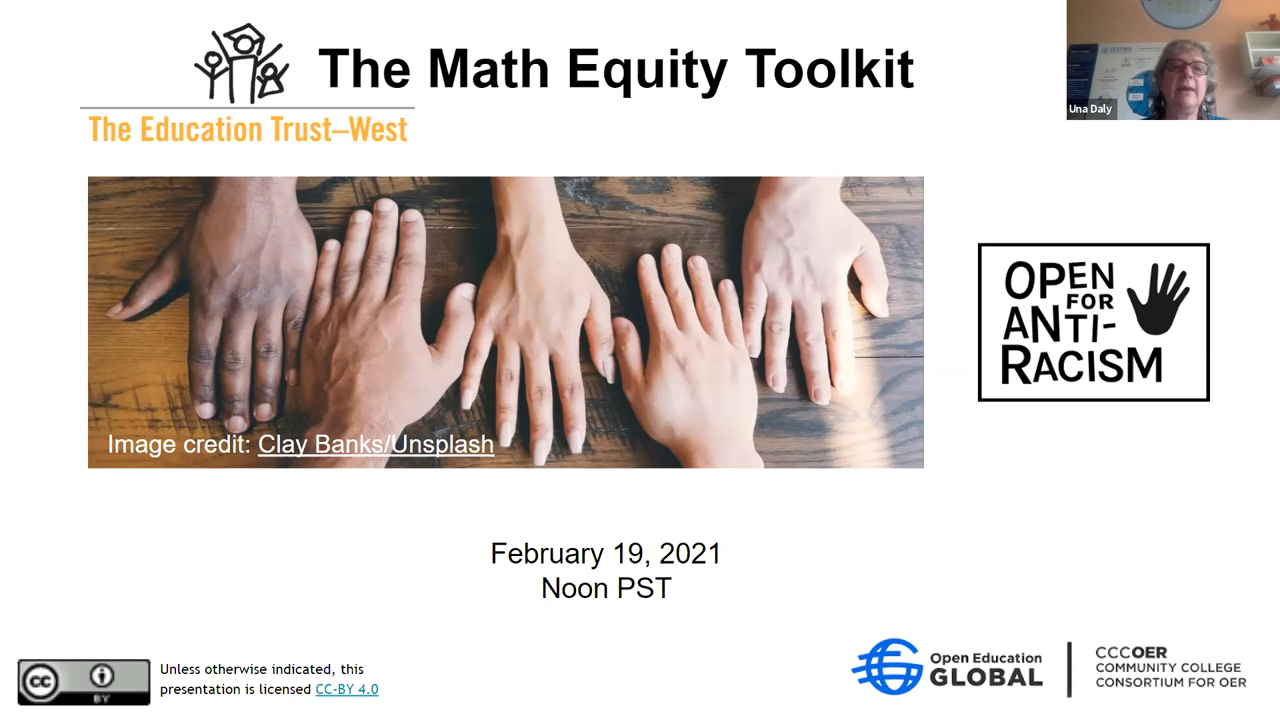 The Math Equity Toolkit
The Education Trust–West
Una Daly
Image credit: Clay Banks/Unsplash
OPEN
FOR
ANTI-
RACISM
February 19, 2021
Noon PST
cc
BY
Unless otherwise indicated, this
presentation is licensed CC-BY 4.0
Open Education
GLOBAL
CCCOER
COMMUNITY COLLEGE
CONSORTIUM FOR OER